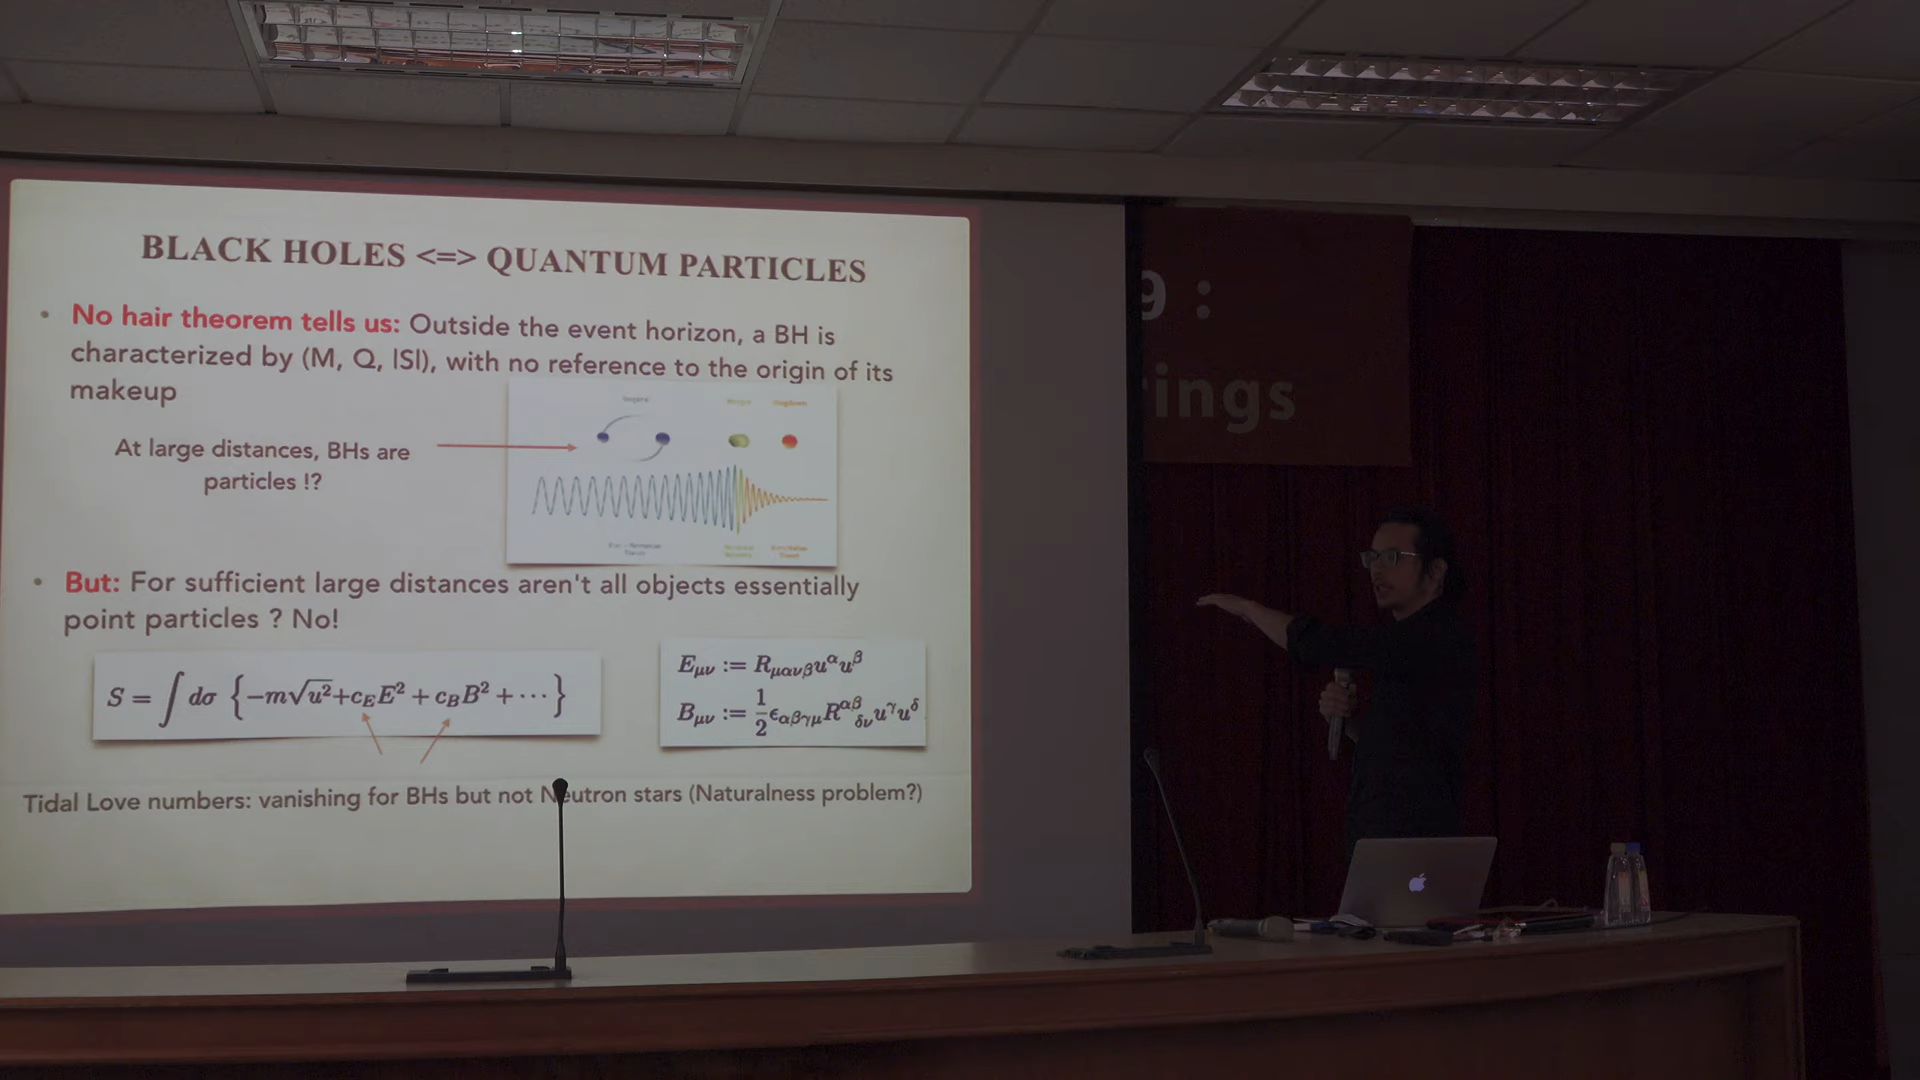 BLACK HOLES <=> QUANTUM PARTICLES
• No hair theorem tells us: Outside the event horizon, a BH is
characterized by (M, Q, |S|), with no reference to the origin of its
makeup
At large distances, BHs are
particles !?
• But: For sufficient large distances aren't all objects essentially
point particles ? No!
S = ∫ dσ {−m√u²+c_E E² + c_B B² + ⋯}
E_μν := R_μανβ u^α u^β
B_μν := 1/2 ϵ_αβγμ R^αβ_δν u^γ u^δ
Tidal Love numbers: vanishing for BHs but not Neutron stars (Naturalness problem?)
9 :
ings